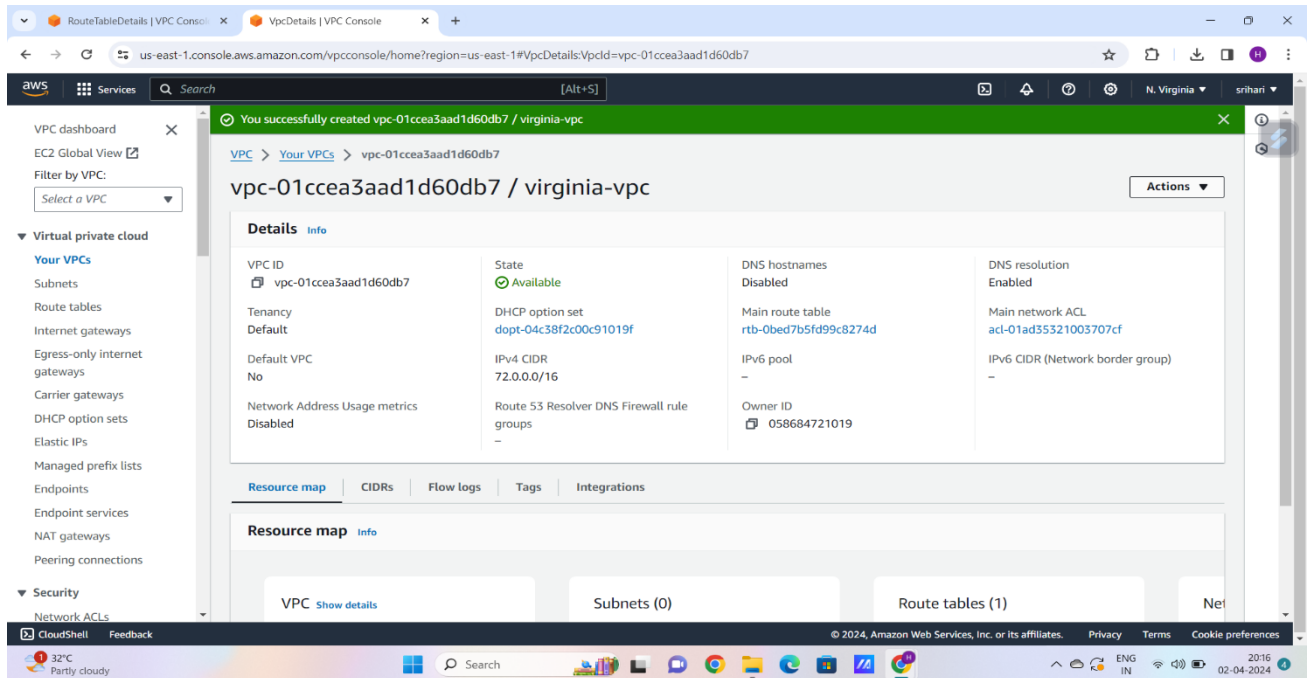 RouteTableDetails | VPC Consol
VpcDetails | VPC Console
us-east-1.console.aws.amazon.com/vpcconsole/home?region=us-east-1#VpcDetails:VpcId=vpc-01ccea3aad1d60db7
H
aws
Services
Search
[Alt+S]
N. Virginia
srihari
VPC dashboard
EC2 Global View
Filter by VPC:
Select a VPC
Virtual private cloud
Your VPCs
Subnets
Route tables
Internet gateways
Egress-only internet
gateways
Carrier gateways
DHCP option sets
Elastic IPs
Managed prefix lists
Endpoints
Endpoint services
NAT gateways
Peering connections
Security
Network ACLs
You successfully created vpc-01ccea3aad1d60db7 / virginia-vpc
VPC > Your VPCs > vpc-01ccea3aad1d60db7
vpc-01ccea3aad1d60db7 / virginia-vpc
Actions
Details Info
VPC ID
vpc-01ccea3aad1d60db7
State
Available
DNS hostnames
Disabled
DNS resolution
Enabled
Tenancy
Default
DHCP option set
dopt-04c38f2c00c91019f
Main route table
rtb-0bed7b5fd99c8274d
Main network ACL
acl-01ad35321003707cf
Default VPC
No
IPv4 CIDR
72.0.0.0/16
IPv6 pool
–
IPv6 CIDR (Network border group)
–
Network Address Usage metrics
Disabled
Route 53 Resolver DNS Firewall rule
groups
–
Owner ID
058684721019
Resource map
CIDRs
Flow logs
Tags
Integrations
Resource map Info
VPC Show details
Subnets (0)
Route tables (1)
Net
CloudShell
Feedback
© 2024, Amazon Web Services, Inc. or its affiliates.
Privacy
Terms
Cookie preferences
1
32°C
Partly cloudy
Search
ENG
IN
20:16
02-04-2024
4